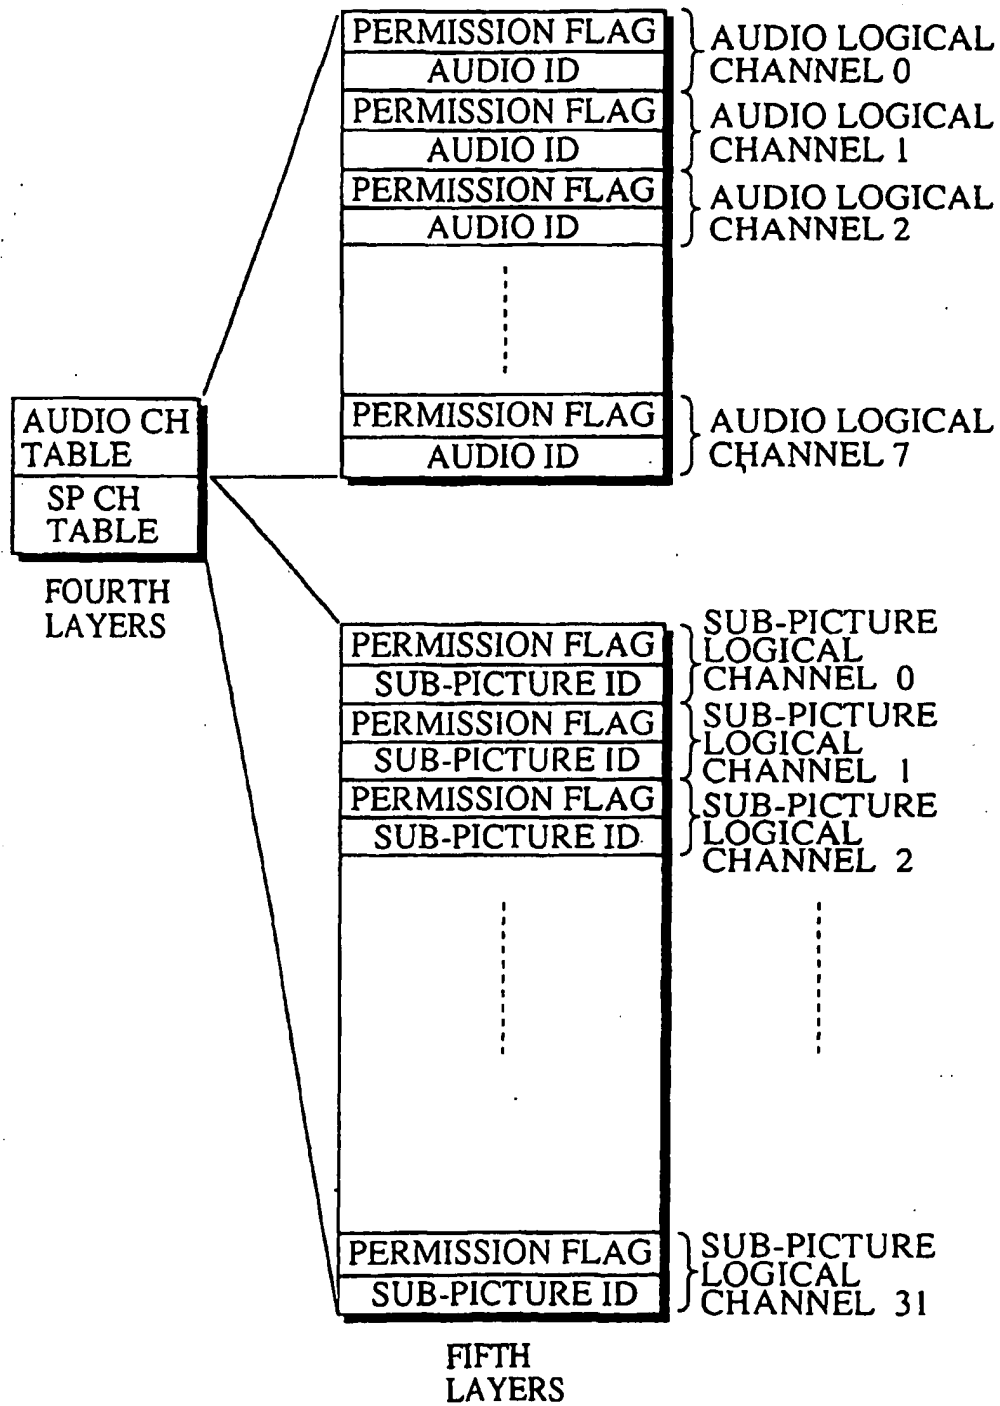 PERMISSION FLAG
AUDIO ID
AUDIO LOGICAL
CHANNEL 0
PERMISSION FLAG
AUDIO ID
AUDIO LOGICAL
CHANNEL 1
PERMISSION FLAG
AUDIO ID
AUDIO LOGICAL
CHANNEL 2
PERMISSION FLAG
AUDIO ID
AUDIO LOGICAL
CHANNEL 7
AUDIO CH
TABLE
SP CH
TABLE
FOURTH
LAYERS
PERMISSION FLAG
SUB-PICTURE ID
SUB-PICTURE
LOGICAL
CHANNEL 0
PERMISSION FLAG
SUB-PICTURE ID
SUB-PICTURE
LOGICAL
CHANNEL 1
PERMISSION FLAG
SUB-PICTURE ID
SUB-PICTURE
LOGICAL
CHANNEL 2
PERMISSION FLAG
SUB-PICTURE ID
SUB-PICTURE
LOGICAL
CHANNEL 31
FIFTH
LAYERS